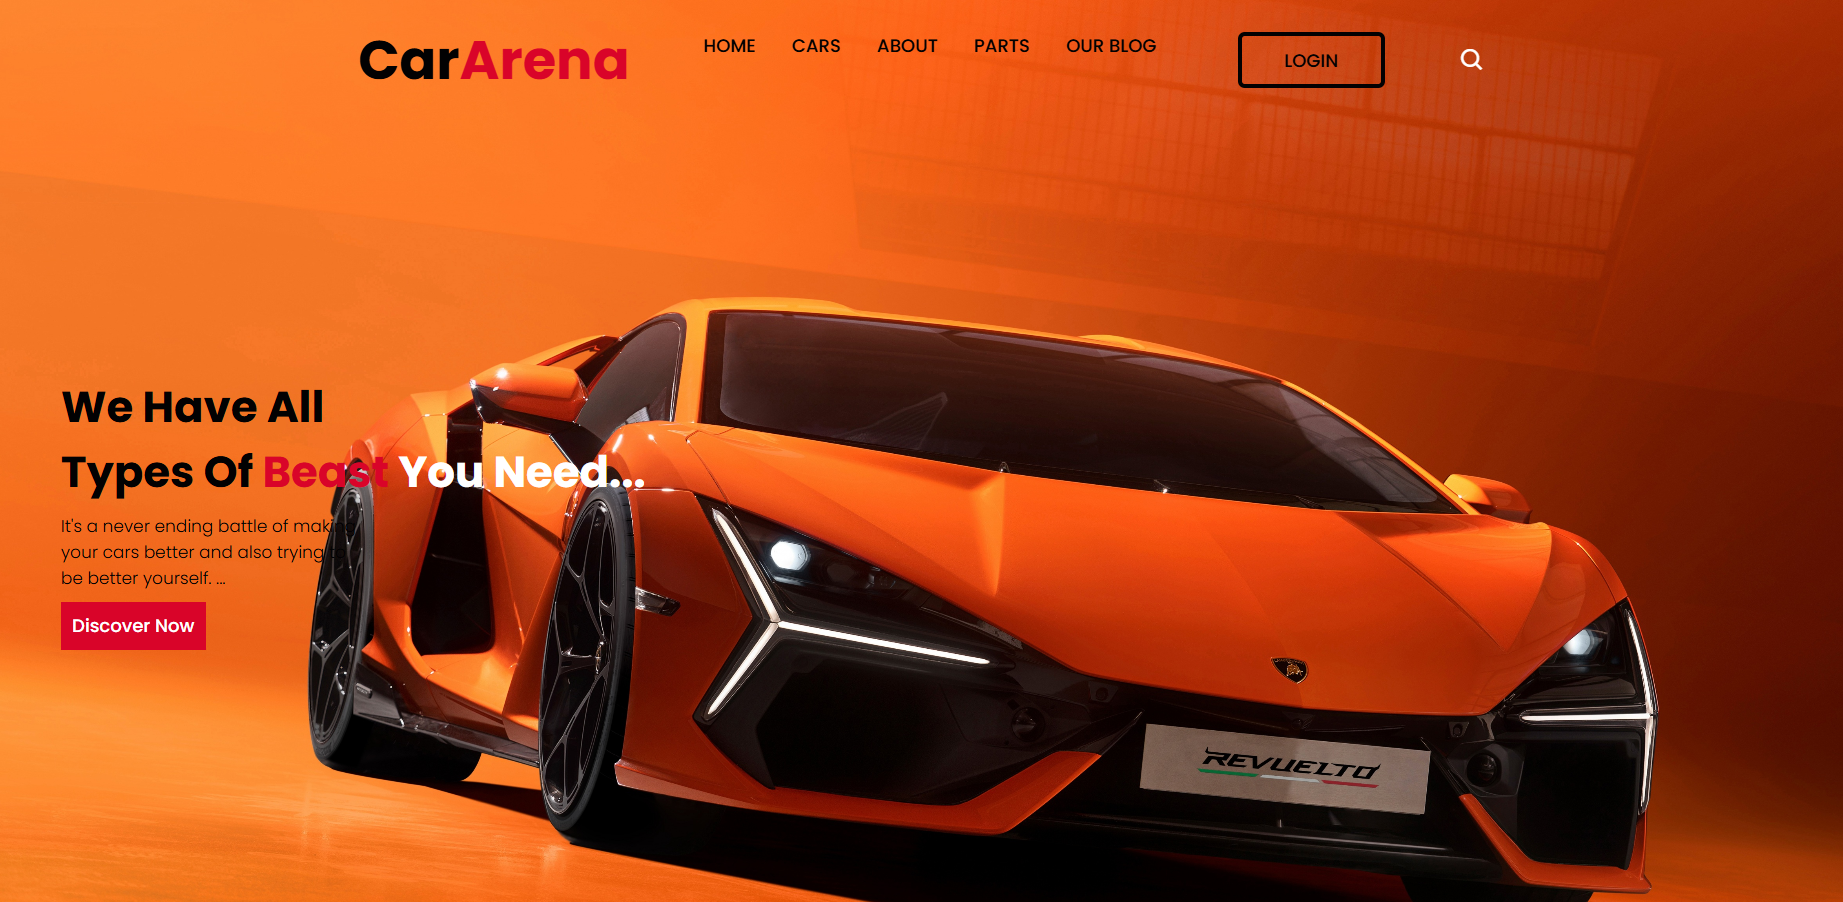 CarArena
HOME CARS ABOUT PARTS OUR BLOG
LOGIN
We Have All
Types Of Beast You Need...
It's a never ending battle of making
your cars better and also trying to
be better yourself. ...
Discover Now
REVUELTO